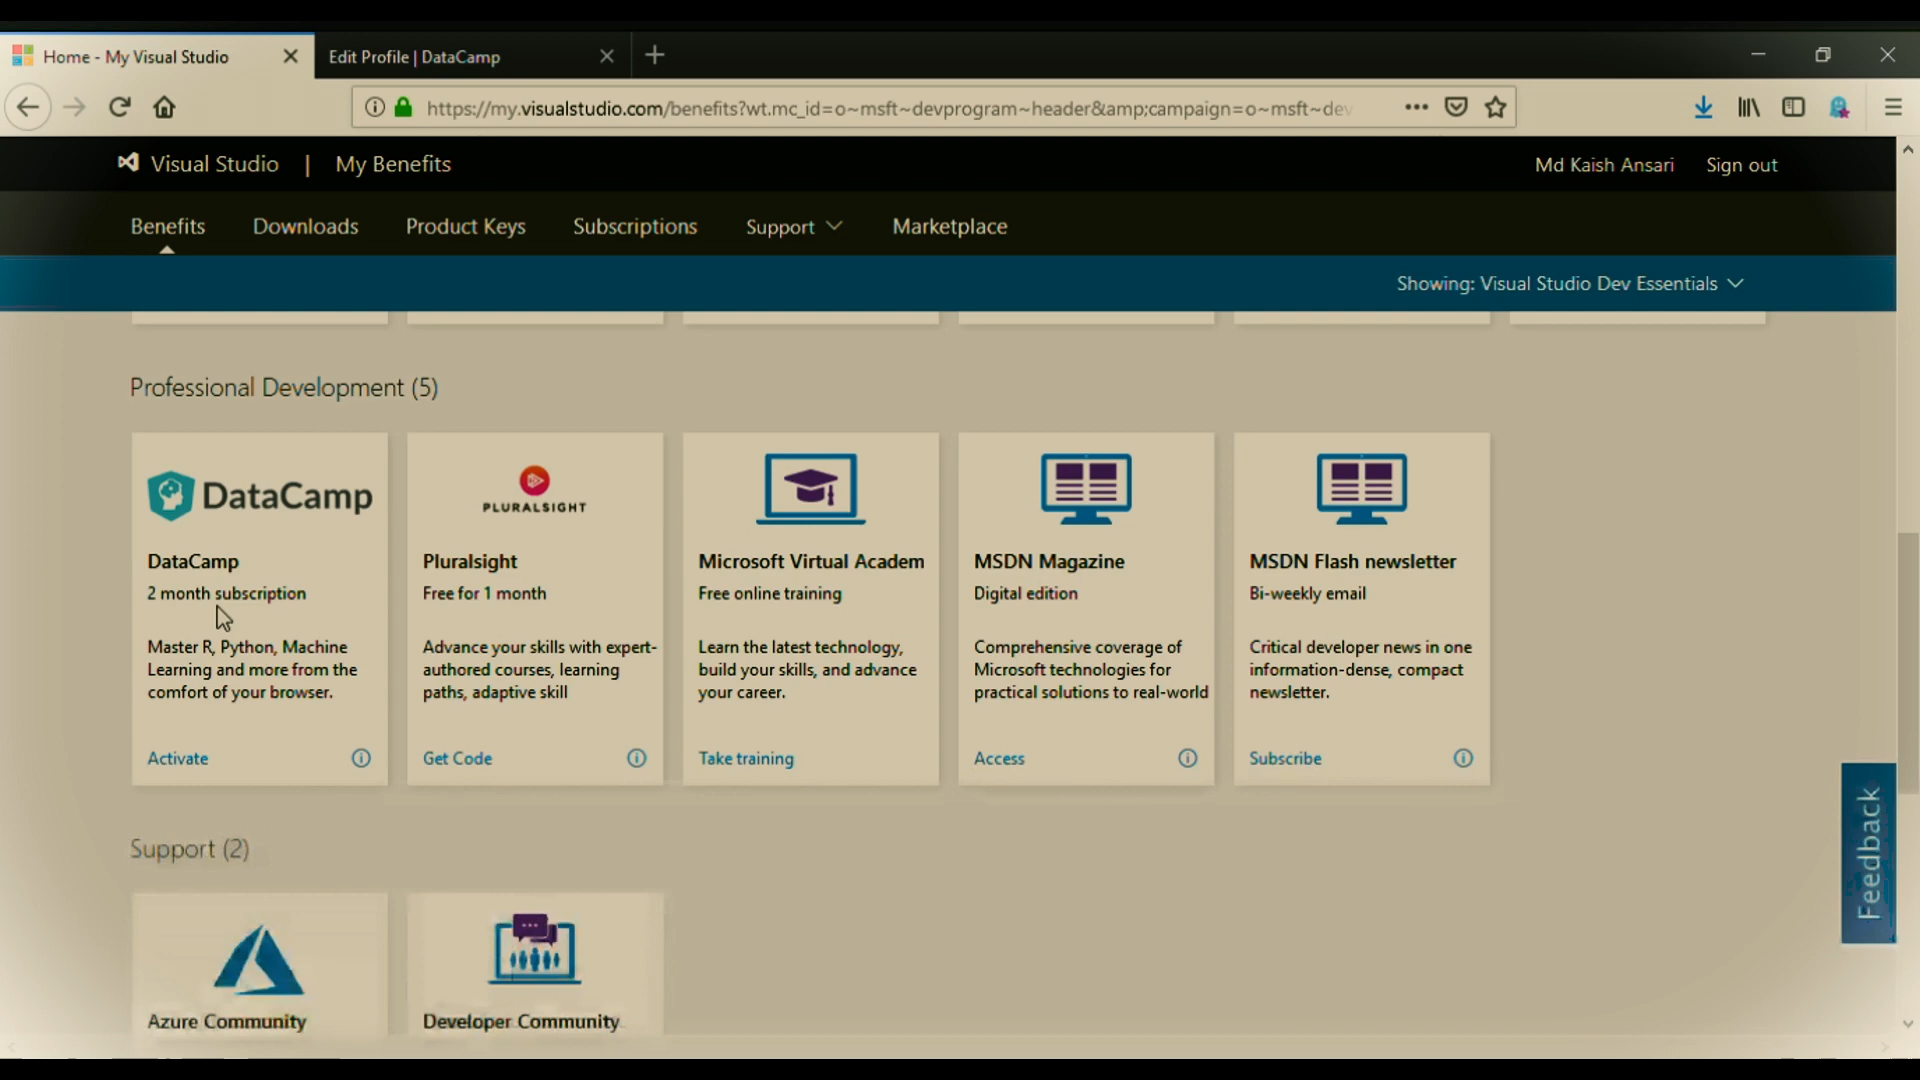 Home - My Visual Studio
Edit Profile | DataCamp
https://my.visualstudio.com/benefits?wt.mc_id=o~msft~devprogram~header&amp;campaign=o~msft~dev
Visual Studio | My Benefits
Md Kaish Ansari
Sign out
Benefits
Downloads
Product Keys
Subscriptions
Support
Marketplace
Showing: Visual Studio Dev Essentials
Professional Development (5)
DataCamp
DataCamp
2 month subscription
Master R, Python, Machine
Learning and more from the
comfort of your browser.
Activate
PLURALSIGHT
Pluralsight
Free for 1 month
Advance your skills with expert-
authored courses, learning
paths, adaptive skill
Get Code
Microsoft Virtual Academ
Free online training
Learn the latest technology,
build your skills, and advance
your career.
Take training
MSDN Magazine
Digital edition
Comprehensive coverage of
Microsoft technologies for
practical solutions to real-world
Access
MSDN Flash newsletter
Bi-weekly email
Critical developer news in one
information-dense, compact
newsletter.
Subscribe
Feedback
Support (2)
Azure Community
Developer Community